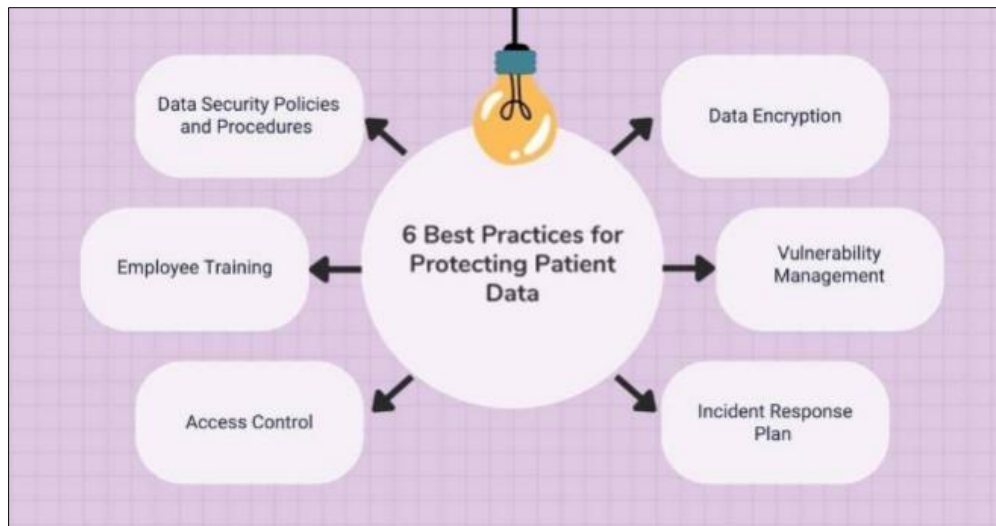 6 Best Practices for
Protecting Patient
Data
Data Security Policies
and Procedures
Employee Training
Access Control
Data Encryption
Vulnerability
Management
Incident Response
Plan